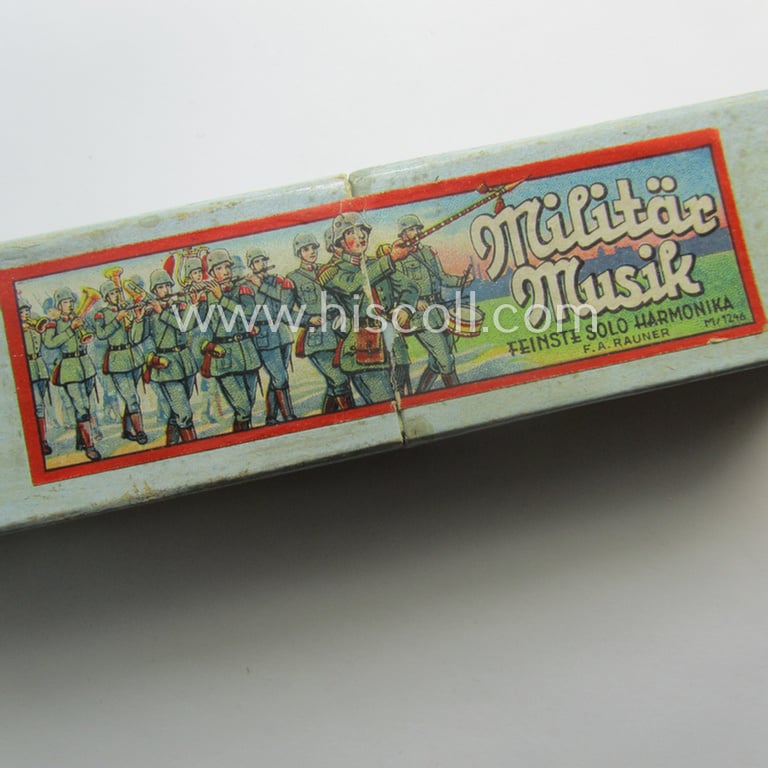 Militär
Musik
FEINSTE SOLO HARMONIKA
F.A. RAUNER M/1246
www.hiscoll.com